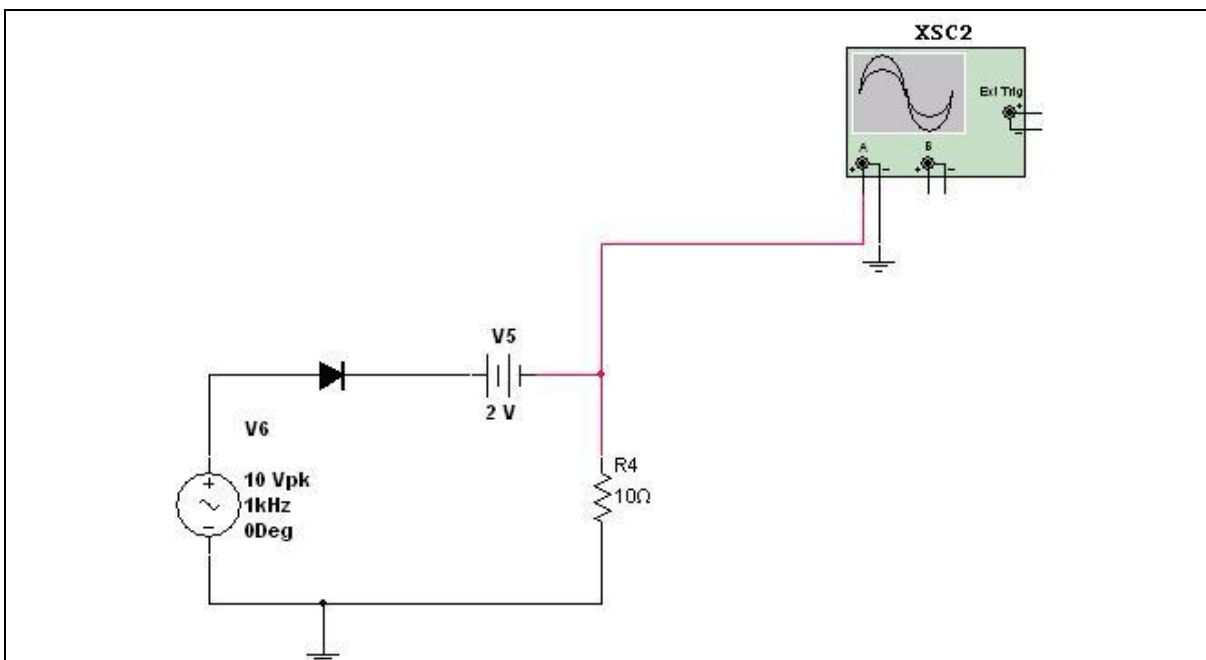 XSC2
Ext Trig
+
−
A
B
+
−
+
−
V5
2 V
V6
+
10 Vpk
1kHz
−
0Deg
R4
10Ω